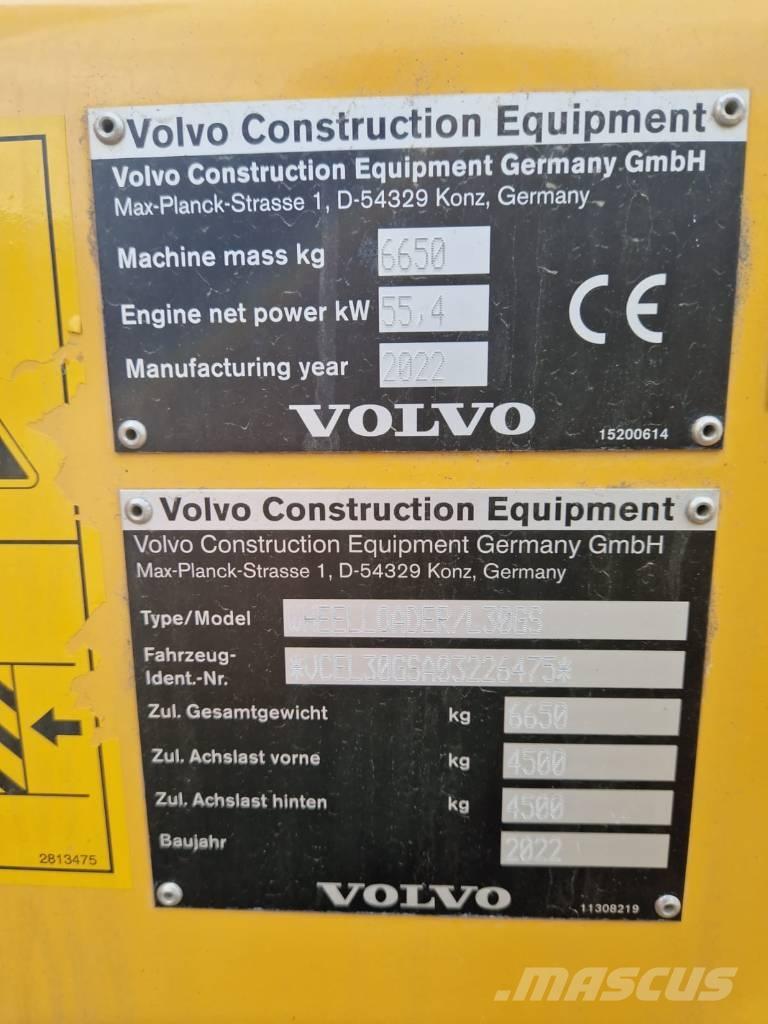 Volvo Construction Equipment
Volvo Construction Equipment Germany GmbH
Max-Planck-Strasse 1, D-54329 Konz, Germany
Machine mass kg 6650
Engine net power kW 55,4
Manufacturing year 2022
CE
VOLVO
15200614
Volvo Construction Equipment
Volvo Construction Equipment Germany GmbH
Max-Planck-Strasse 1, D-54329 Konz, Germany
Type/Model WHEELLOADER/L30GS
Fahrzeug-
Ident.-Nr. *VCEL30GSA03226475*
Zul. Gesamtgewicht kg 6650
Zul. Achslast vorne kg 4500
Zul. Achslast hinten kg 4500
Baujahr 2022
VOLVO
11308219
2813475
MASCUS